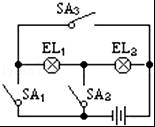 SA₃
EL₁ EL₂
SA₁ SA₂